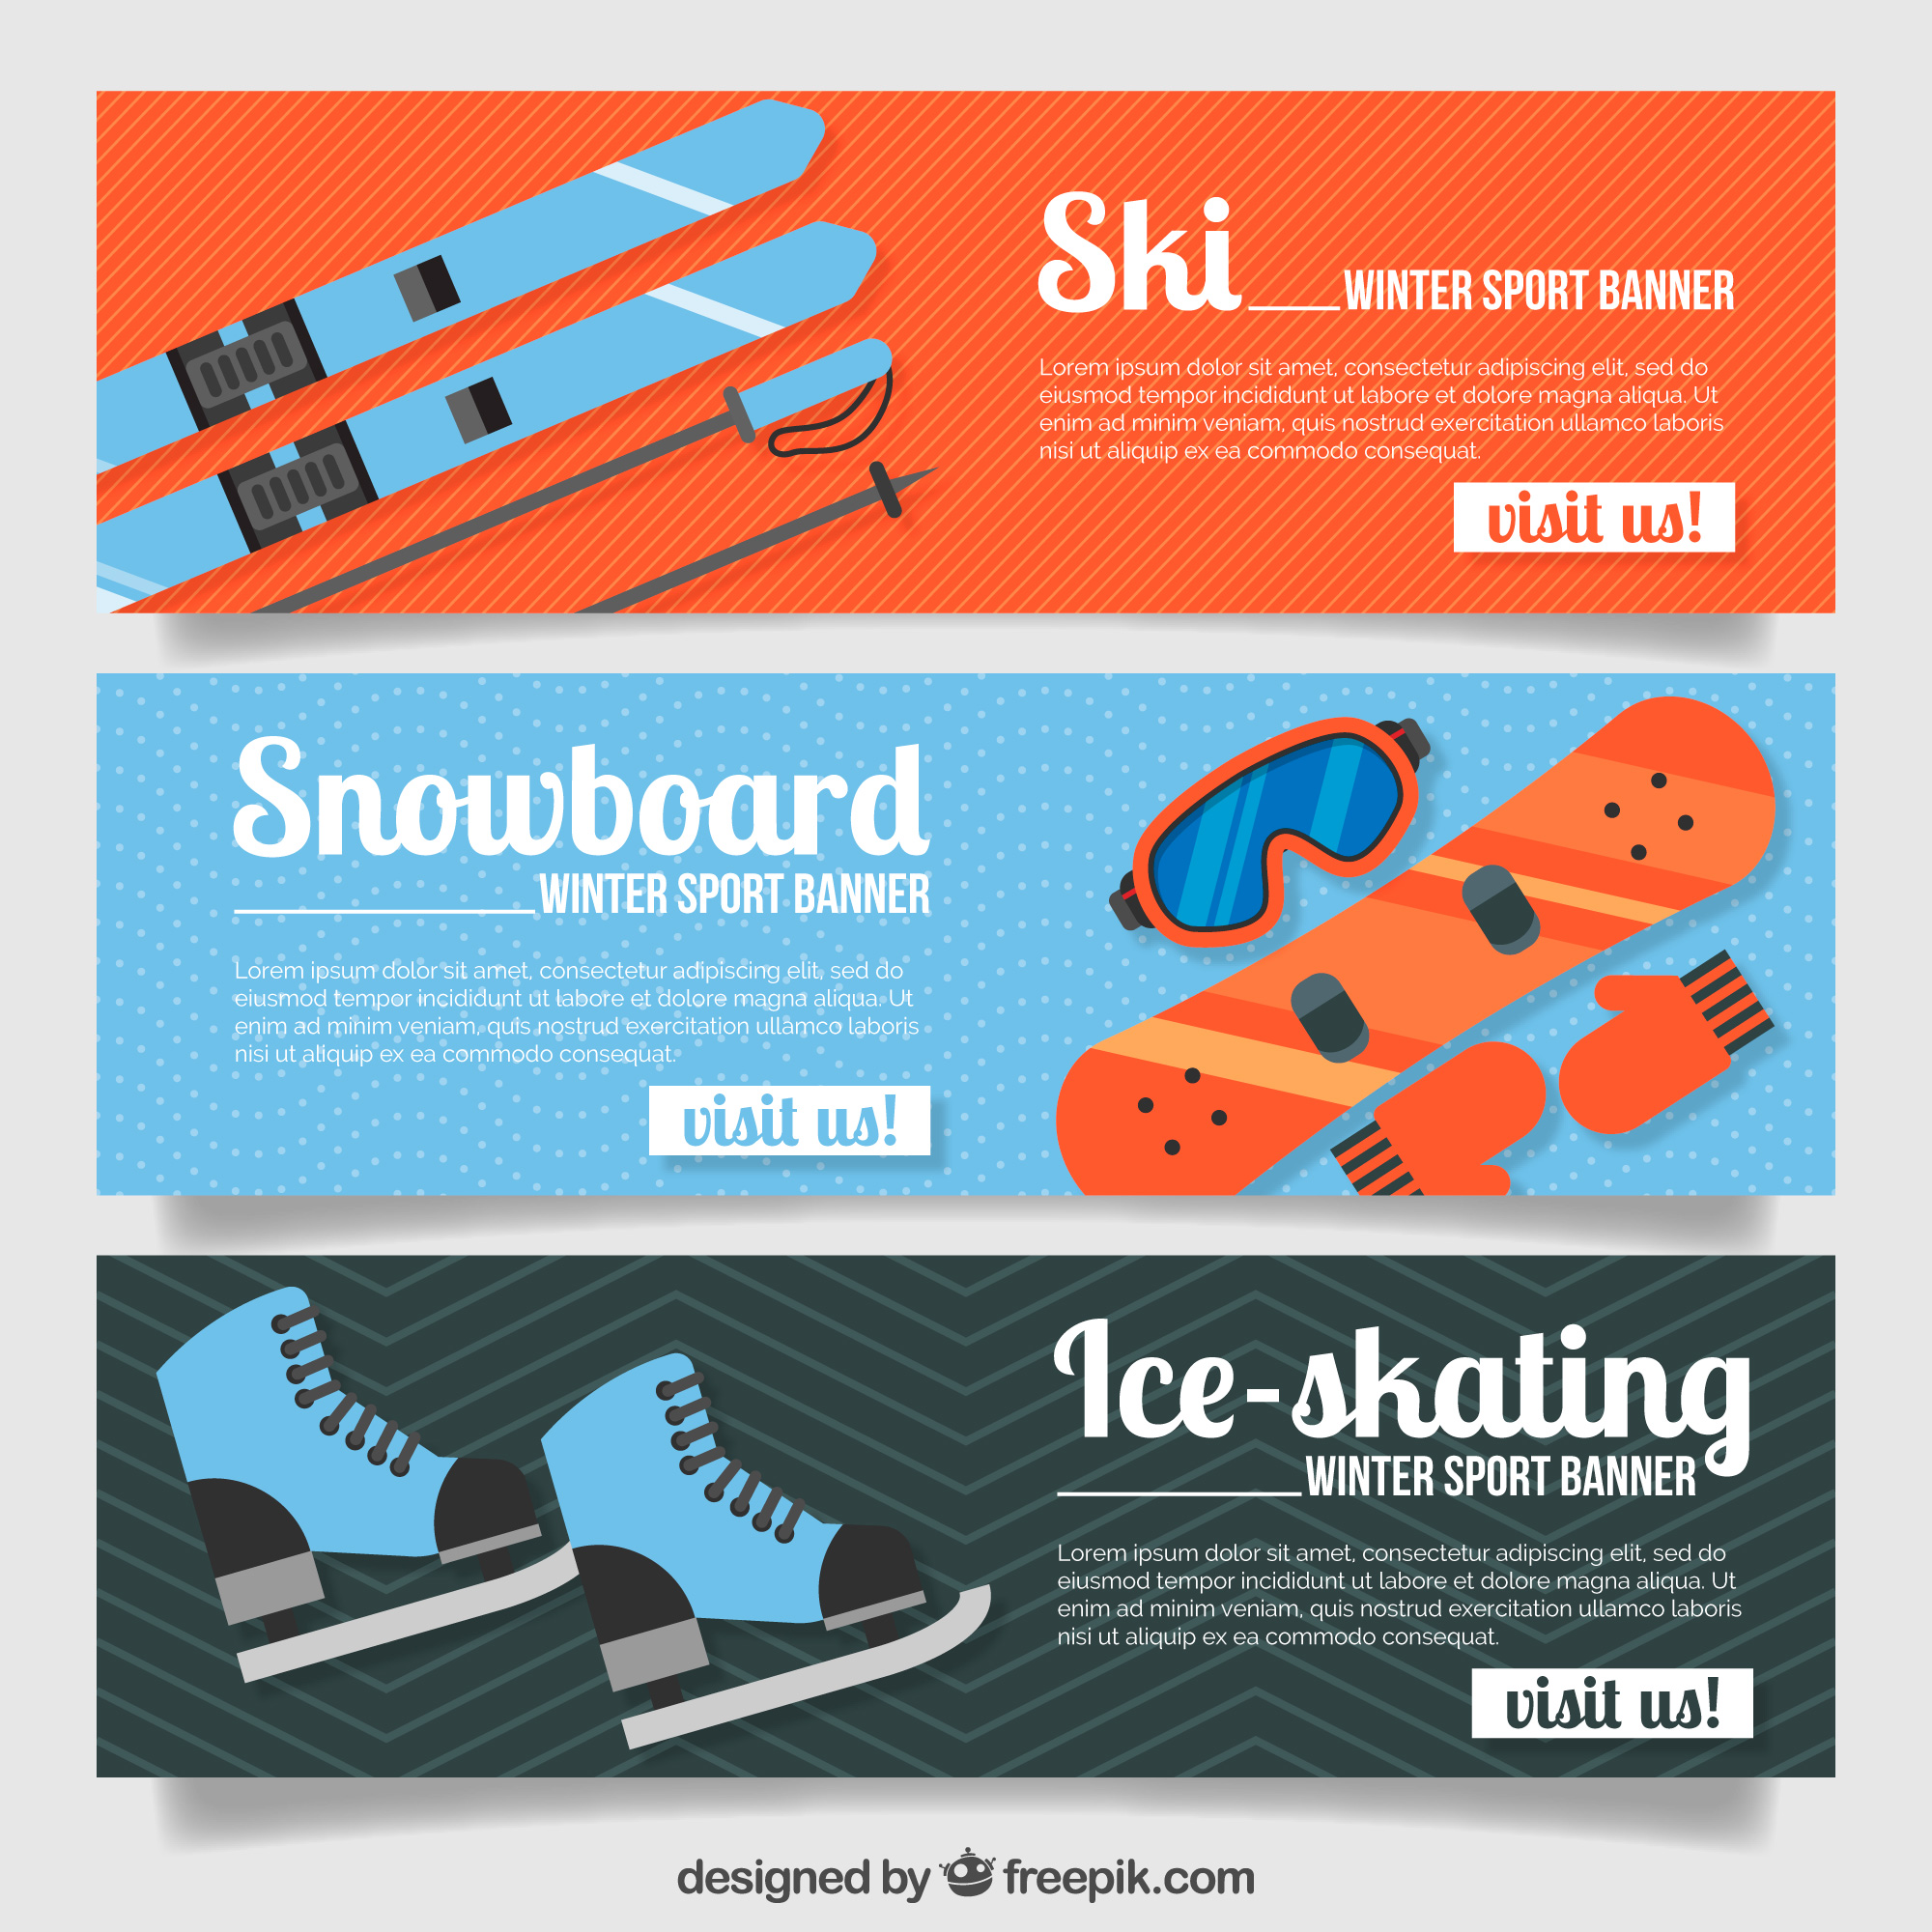 Ski WINTER SPORT BANNER
Lorem ipsum dolor sit amet, consectetur adipiscing elit, sed do
eiusmod tempor incididunt ut labore et dolore magna aliqua. Ut
enim ad minim veniam, quis nostrud exercitation ullamco laboris
nisi ut aliquip ex ea commodo consequat.
visit us!
Snowboard
WINTER SPORT BANNER
Lorem ipsum dolor sit amet, consectetur adipiscing elit, sed do
eiusmod tempor incididunt ut labore et dolore magna aliqua. Ut
enim ad minim veniam, quis nostrud exercitation ullamco laboris
nisi ut aliquip ex ea commodo consequat.
visit us!
Ice-skating
WINTER SPORT BANNER
Lorem ipsum dolor sit amet, consectetur adipiscing elit, sed do
eiusmod tempor incididunt ut labore et dolore magna aliqua. Ut
enim ad minim veniam, quis nostrud exercitation ullamco laboris
nisi ut aliquip ex ea commodo consequat.
visit us!
designed by freepik.com